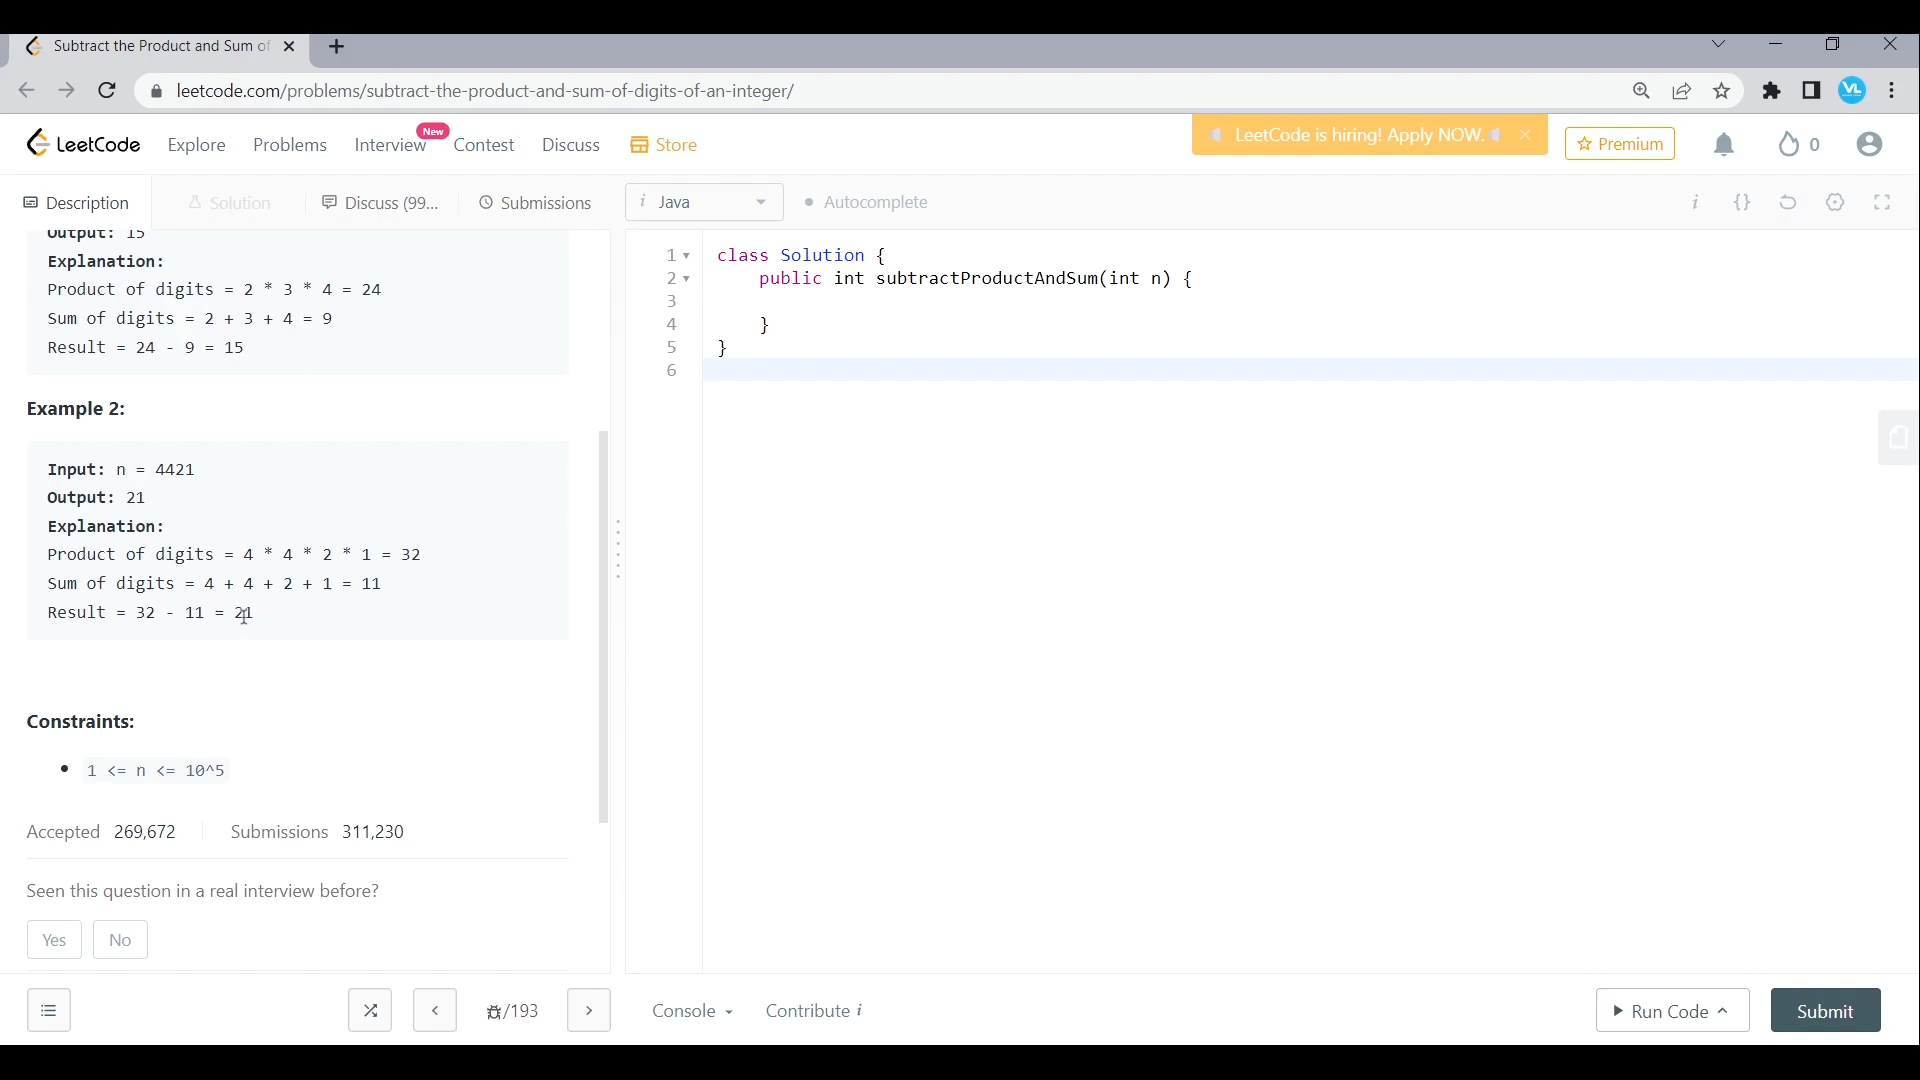 Subtract the Product and Sum of
leetcode.com/problems/subtract-the-product-and-sum-of-digits-of-an-integer/
VL
LeetCode Explore Problems Interview New Contest Discuss Store LeetCode is hiring! Apply NOW. Premium 0
Description Solution Discuss (99... Submissions
i Java Autocomplete
Output: 15
Explanation:
Product of digits = 2 * 3 * 4 = 24
Sum of digits = 2 + 3 + 4 = 9
Result = 24 - 9 = 15
Example 2:
Input: n = 4421
Output: 21
Explanation:
Product of digits = 4 * 4 * 2 * 1 = 32
Sum of digits = 4 + 4 + 2 + 1 = 11
Result = 32 - 11 = 21
Constraints:
1 <= n <= 10^5
Accepted 269,672 Submissions 311,230
Seen this question in a real interview before?
Yes No
1 class Solution {
2 public int subtractProductAndSum(int n) {
3
4 }
5 }
6
/193
Console Contribute i
Run Code Submit